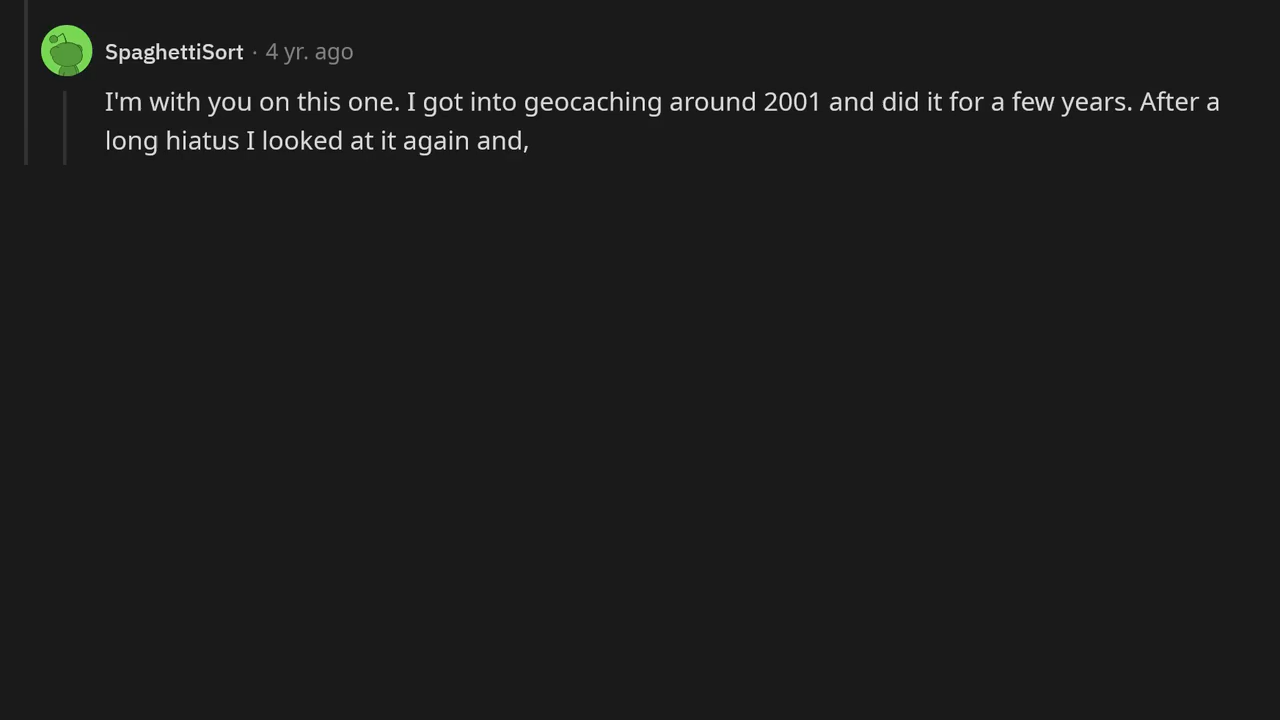 SpaghettiSort · 4 yr. ago
I'm with you on this one. I got into geocaching around 2001 and did it for a few years. After a
long hiatus I looked at it again and,